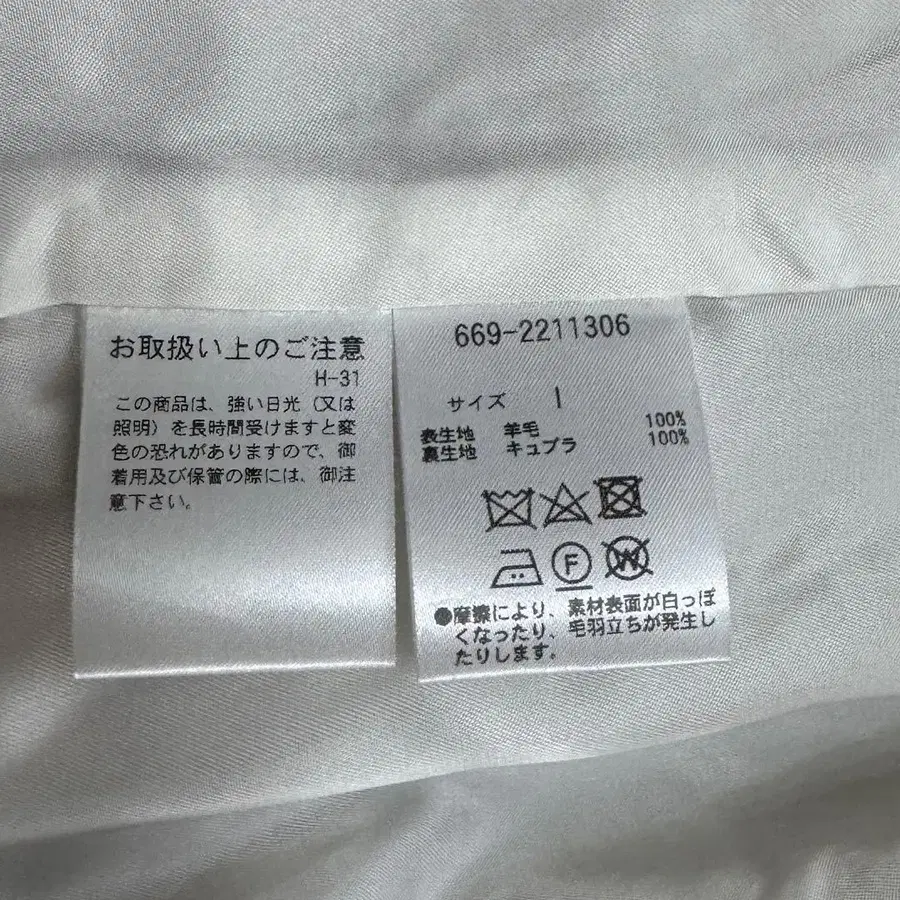 お取扱い上のご注意
H-31
この商品は、強い日光（又は
照明）を長時間受けますと変
色の恐れがありますので、御
着用及び保管の際には、御注
意下さい。
669-2211306
サイズ I
表生地 羊毛 100%
裏生地 キュプラ 100%
F
W
●摩擦により、素材表面が白っぽ
くなったり、毛羽立ちが発生し
たりします。